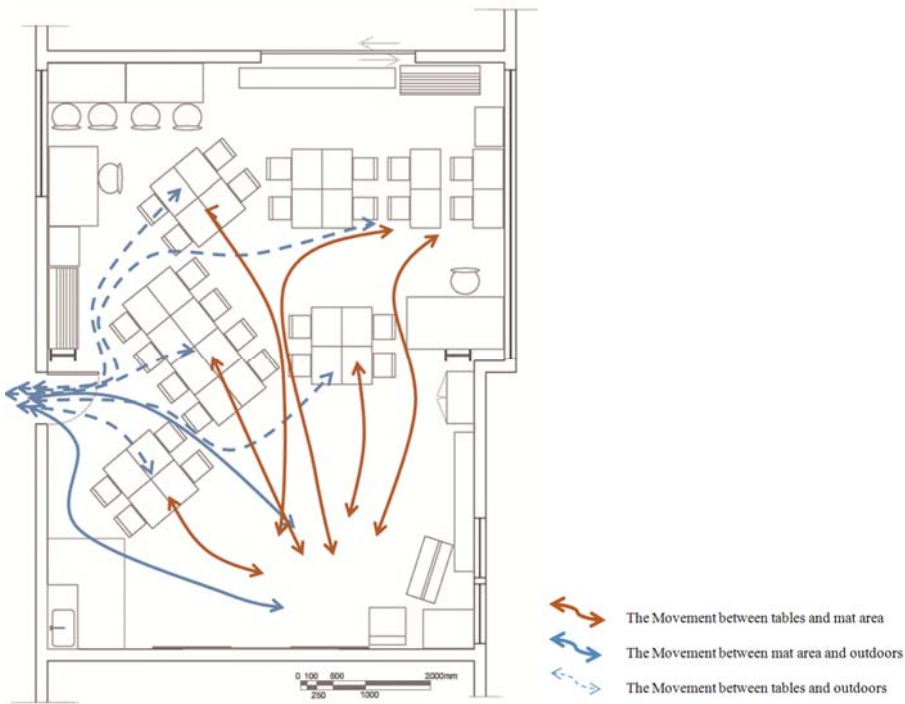 The Movement between tables and mat area
The Movement between mat area and outdoors
The Movement between tables and outdoors
0 100 500 2000mm
250 1000